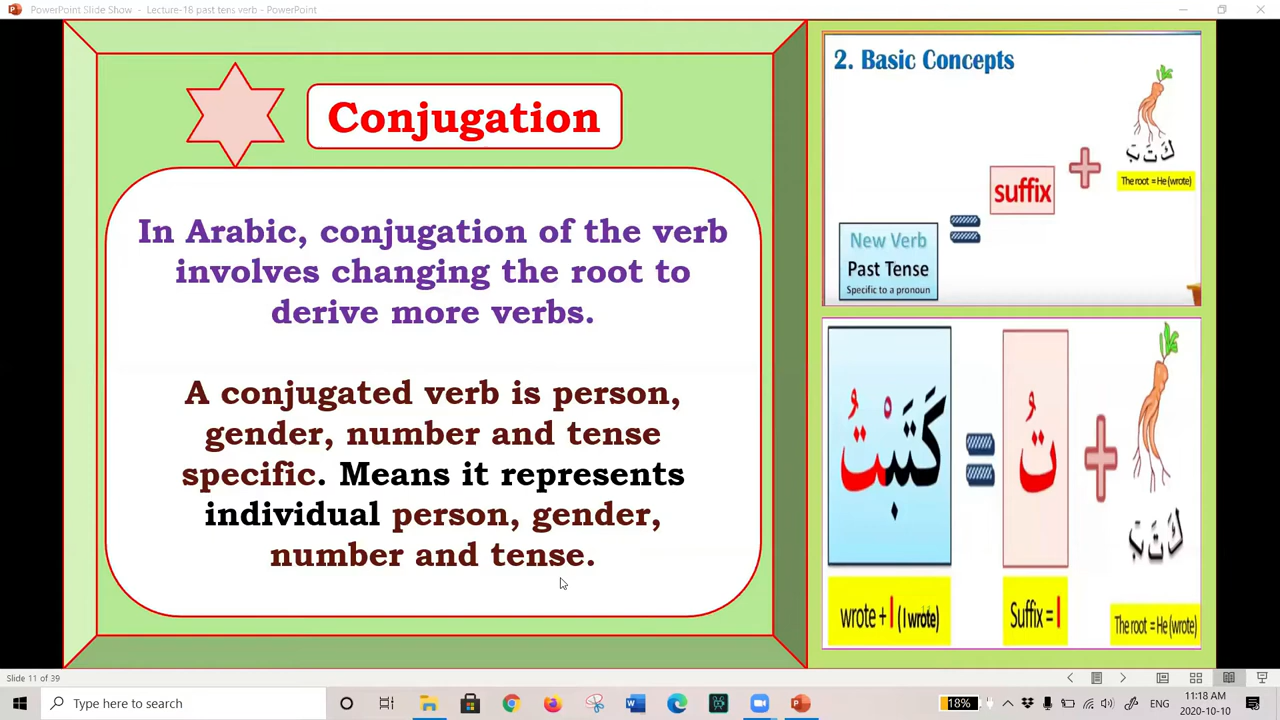 PowerPoint Slide Show - Lecture-18 past tens verb - PowerPoint
Conjugation
In Arabic, conjugation of the verb
involves changing the root to
derive more verbs.
A conjugated verb is person,
gender, number and tense
specific. Means it represents
individual person, gender,
number and tense.
2. Basic Concepts
كَتَبَ
The root = He (wrote)
+
suffix
=
New Verb
Past Tense
Specific to a pronoun
كَتَبْتُ
=
تُ
+
كَتَبَ
wrote + I (I wrote)
Suffix = I
The root = He (wrote)
Slide 11 of 39
Type here to search
18%
ENG
11:18 AM
2020-10-10